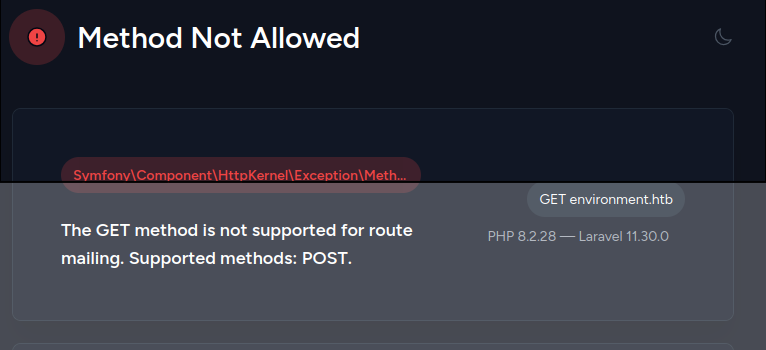 Method Not Allowed
Symfony\Component\HttpKernel\Exception\Meth...
GET environment.htb
The GET method is not supported for route
mailing. Supported methods: POST.
PHP 8.2.28 — Laravel 11.30.0